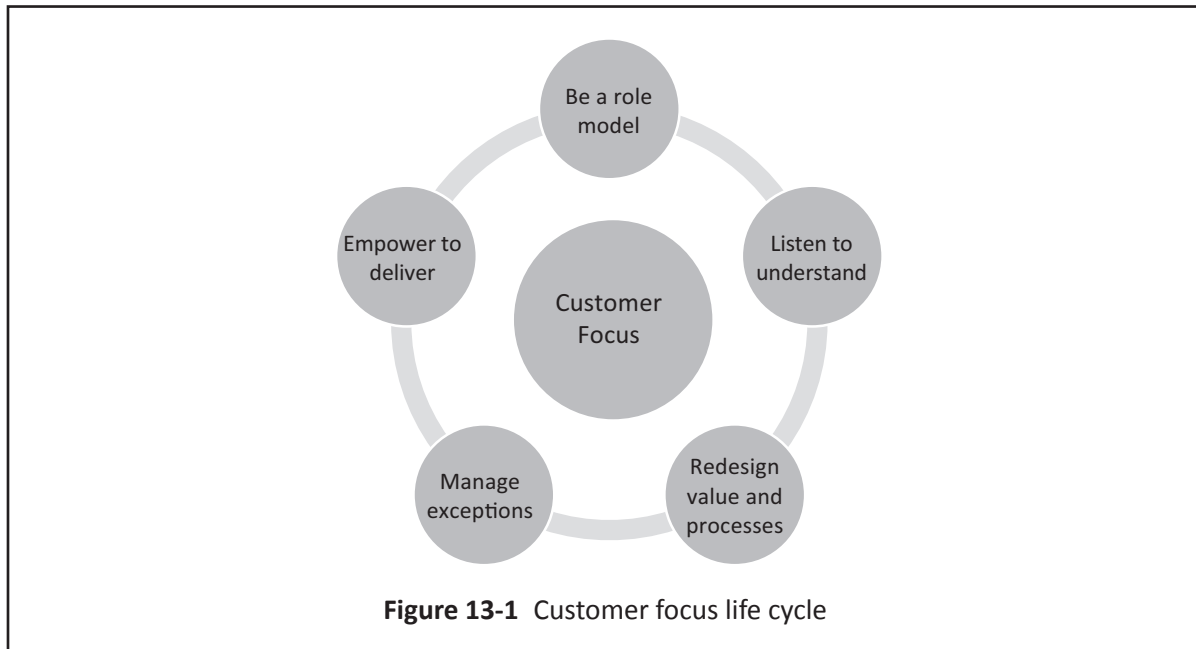 Be a role
model
Listen to
understand
Redesign
value and
processes
Manage
exceptions
Empower to
deliver
Customer
Focus
Figure 13-1 Customer focus life cycle